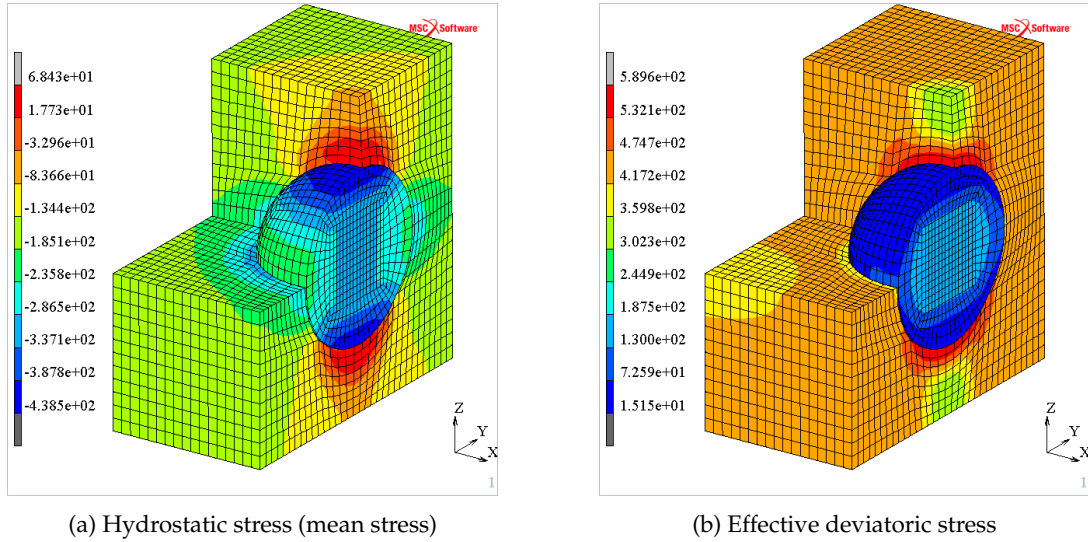 MSC Software
6.843e+01
1.773e+01
-3.296e+01
-8.366e+01
-1.344e+02
-1.851e+02
-2.358e+02
-2.865e+02
-3.371e+02
-3.878e+02
-4.385e+02
Z
Y
X
1
(a) Hydrostatic stress (mean stress)
MSC Software
5.896e+02
5.321e+02
4.747e+02
4.172e+02
3.598e+02
3.023e+02
2.449e+02
1.875e+02
1.300e+02
7.259e+01
1.515e+01
Z
Y
X
1
(b) Effective deviatoric stress